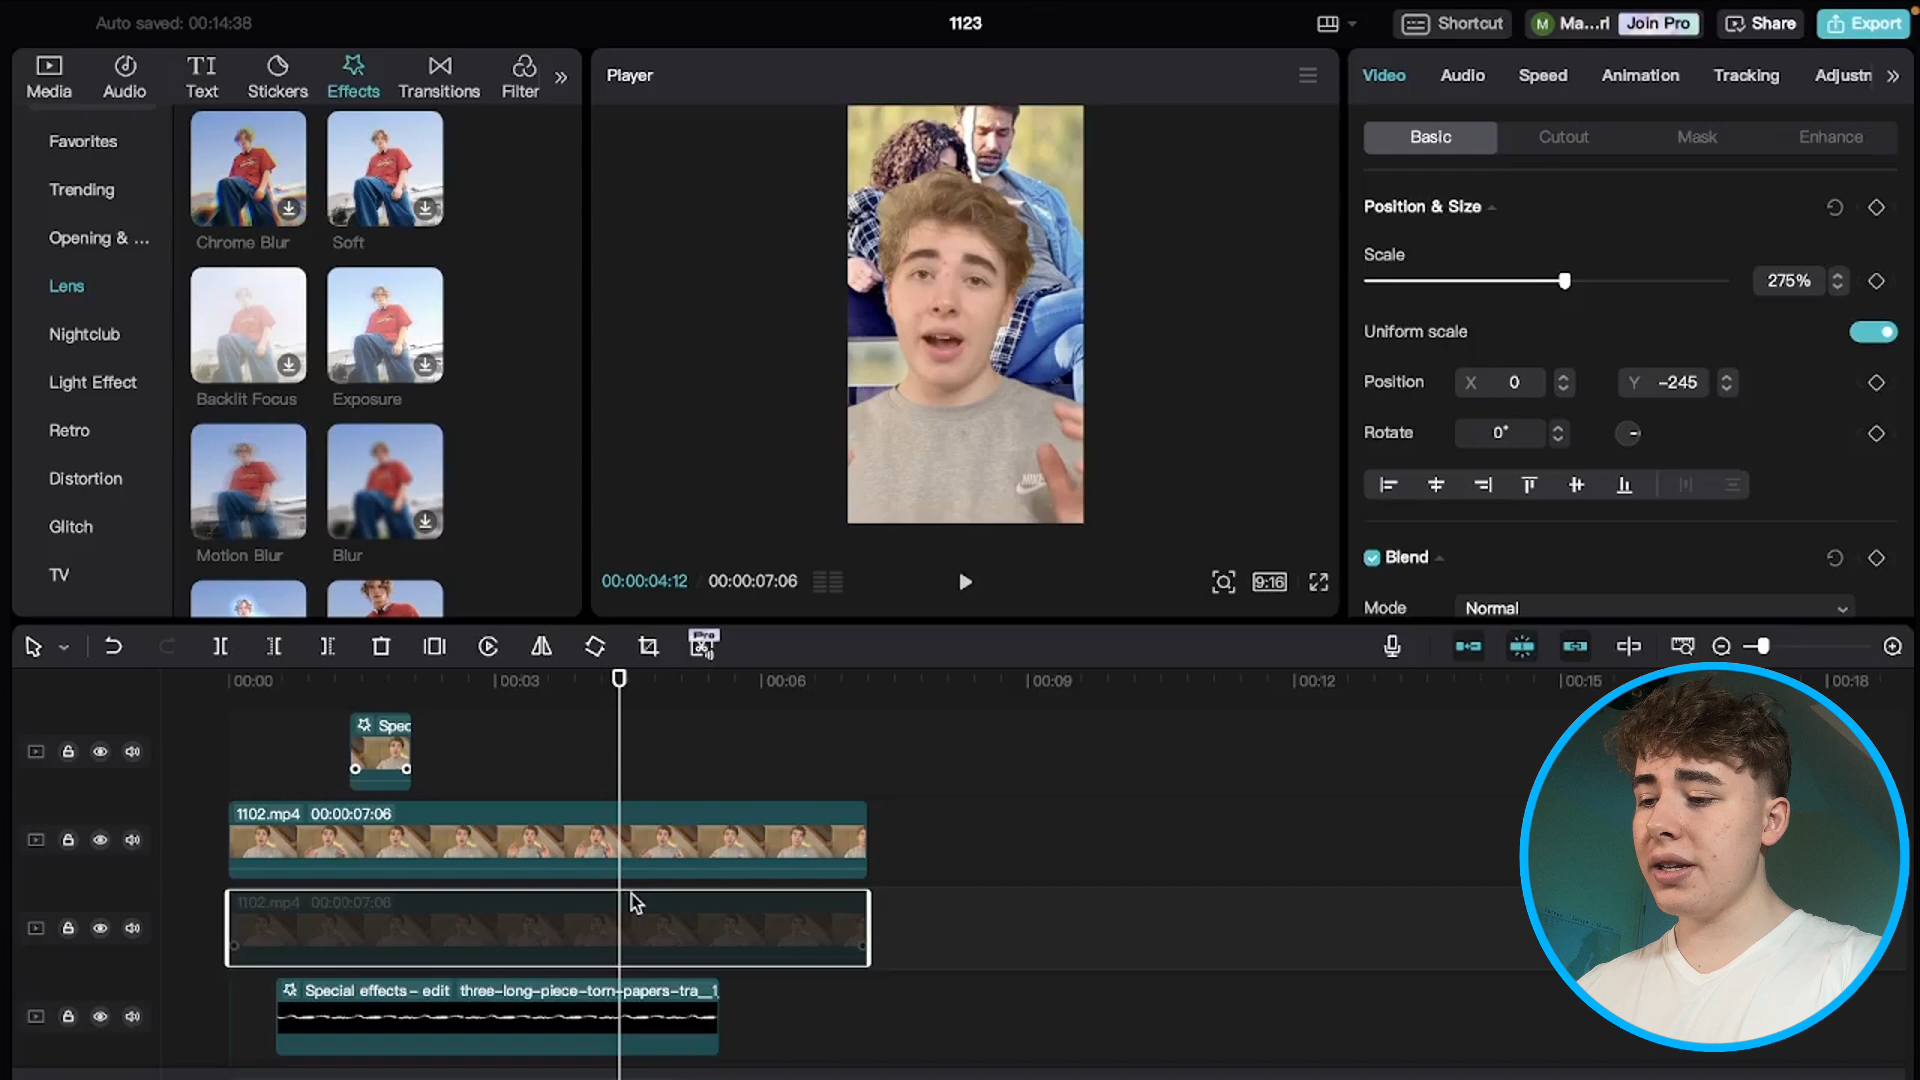 Auto saved: 00:14:38
1123
Shortcut
M
Ma...rl
Join Pro
Share
Export
Media
Audio
TI
Text
Stickers
Effects
Transitions
Filter
Player
Video
Audio
Speed
Animation
Tracking
Adjustn
Favorites
Trending
Opening & ...
Lens
Nightclub
Light Effect
Retro
Distortion
Glitch
TV
Chrome Blur
Soft
Backlit Focus
Exposure
Motion Blur
Blur
NIKE
00:00:04:12 / 00:00:07:06
9:16
Basic
Cutout
Mask
Enhance
Position & Size
Scale
275%
Uniform scale
Position
X 0
Y -245
Rotate
0°
Blend
Mode
Normal
Pro
00:00
00:03
00:06
00:09
00:12
00:15
00:18
Spec
1102.mp4 00:00:07:06
1102.mp4 00:00:07:06
Special effects – edit three-long-piece-torn-papers-tra__1